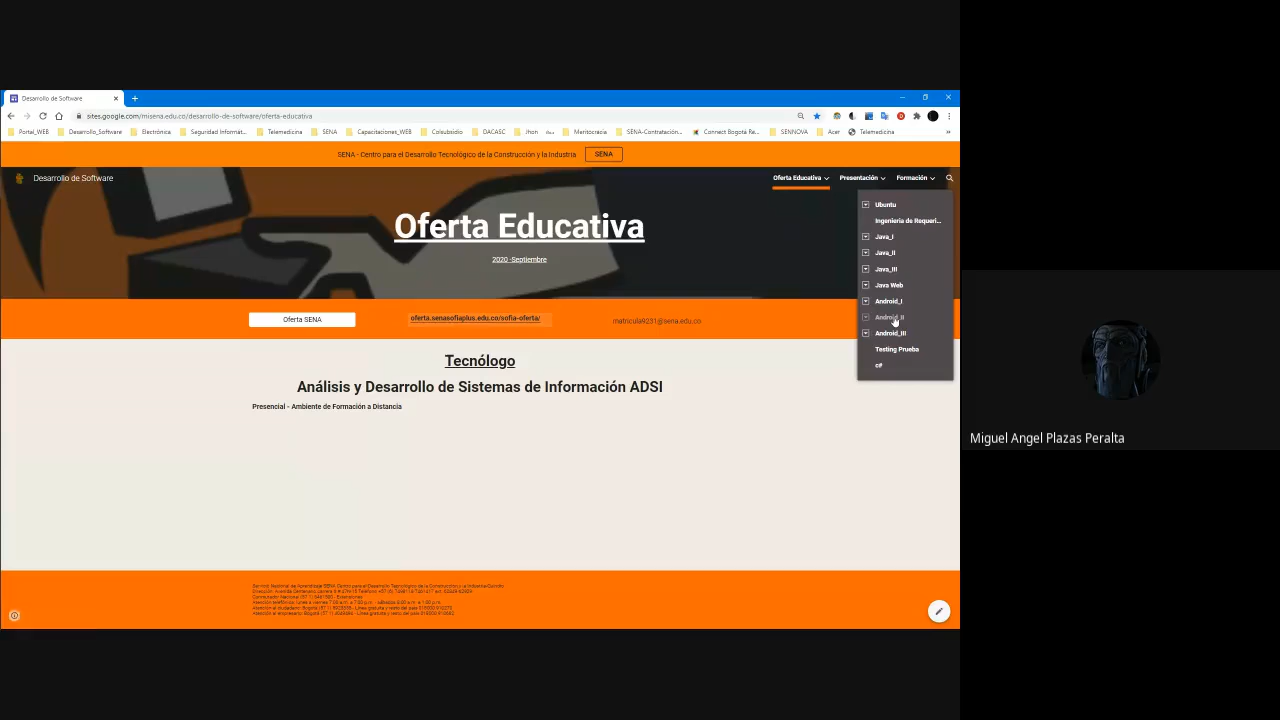 Desarrollo de Software
sites.google.com/misena.edu.co/desarrollo-de-software/oferta-educativa
Portal_WEB
Desarrollo_Software
Electrónica
Seguridad Informát...
Telemedicina
SENA
Capacitaciones_WEB
Colsubsidio
DACASC
Jhon
Meritocracia
SENA-Contratación...
Connect Bogotá Re...
SENNOVA
Acer
Telemedicina
»
SENA - Centro para el Desarrollo Tecnológico de la Construcción y la Industria
SENA
Desarrollo de Software
Oferta Educativa
Presentación
Formación
Ubuntu
Ingeniería de Requeri...
Java_I
Java_II
Java_III
Java Web
Android_I
Android_II
Android_III
Testing Prueba
c#
Oferta Educativa
2020 -Septiembre
Oferta SENA
oferta.senasofiaplus.edu.co/sofia-oferta/
matricula9231@sena.edu.co
Tecnólogo
Análisis y Desarrollo de Sistemas de Información ADSI
Presencial - Ambiente de Formación a Distancia
Miguel Angel Plazas Peralta